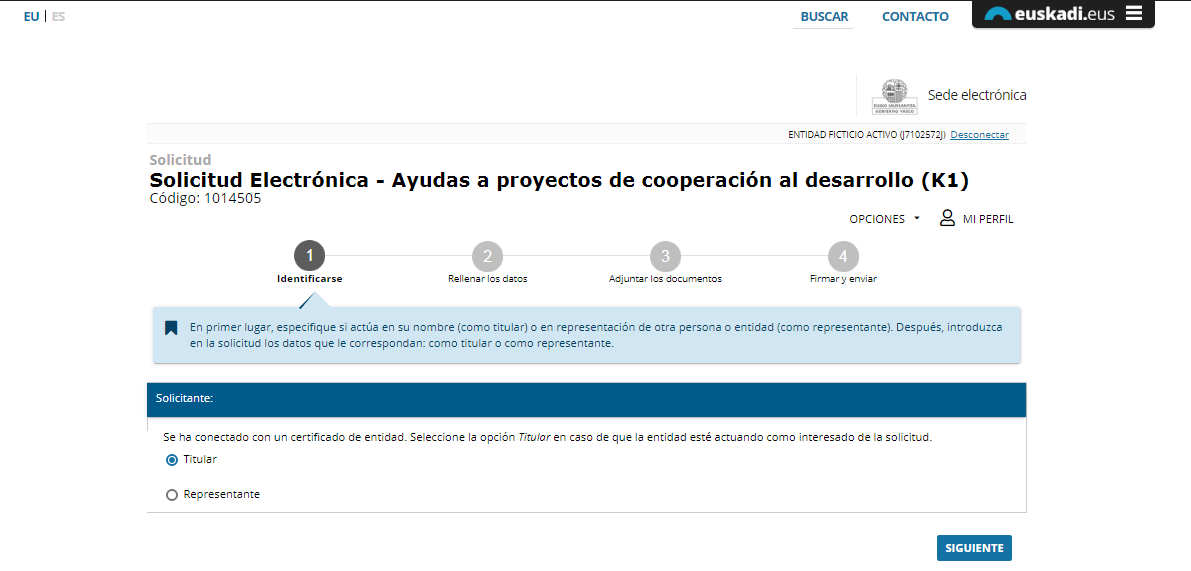 EU | ES
BUSCAR
CONTACTO
euskadi.eus
EUSKO JAURLARITZA
GOBIERNO VASCO
Sede electrónica
ENTIDAD FICTICIO ACTIVO (J7102572J) Desconectar
Solicitud
Solicitud Electrónica - Ayudas a proyectos de cooperación al desarrollo (K1)
Código: 1014505
OPCIONES
MI PERFIL
1
2
3
4
Identificarse
Rellenar los datos
Adjuntar los documentos
Firmar y enviar
En primer lugar, especifique si actúa en su nombre (como titular) o en representación de otra persona o entidad (como representante). Después, introduzca
en la solicitud los datos que le correspondan: como titular o como representante.
Solicitante:
Se ha conectado con un certificado de entidad. Seleccione la opción Titular en caso de que la entidad esté actuando como interesado de la solicitud.
Titular
Representante
SIGUIENTE